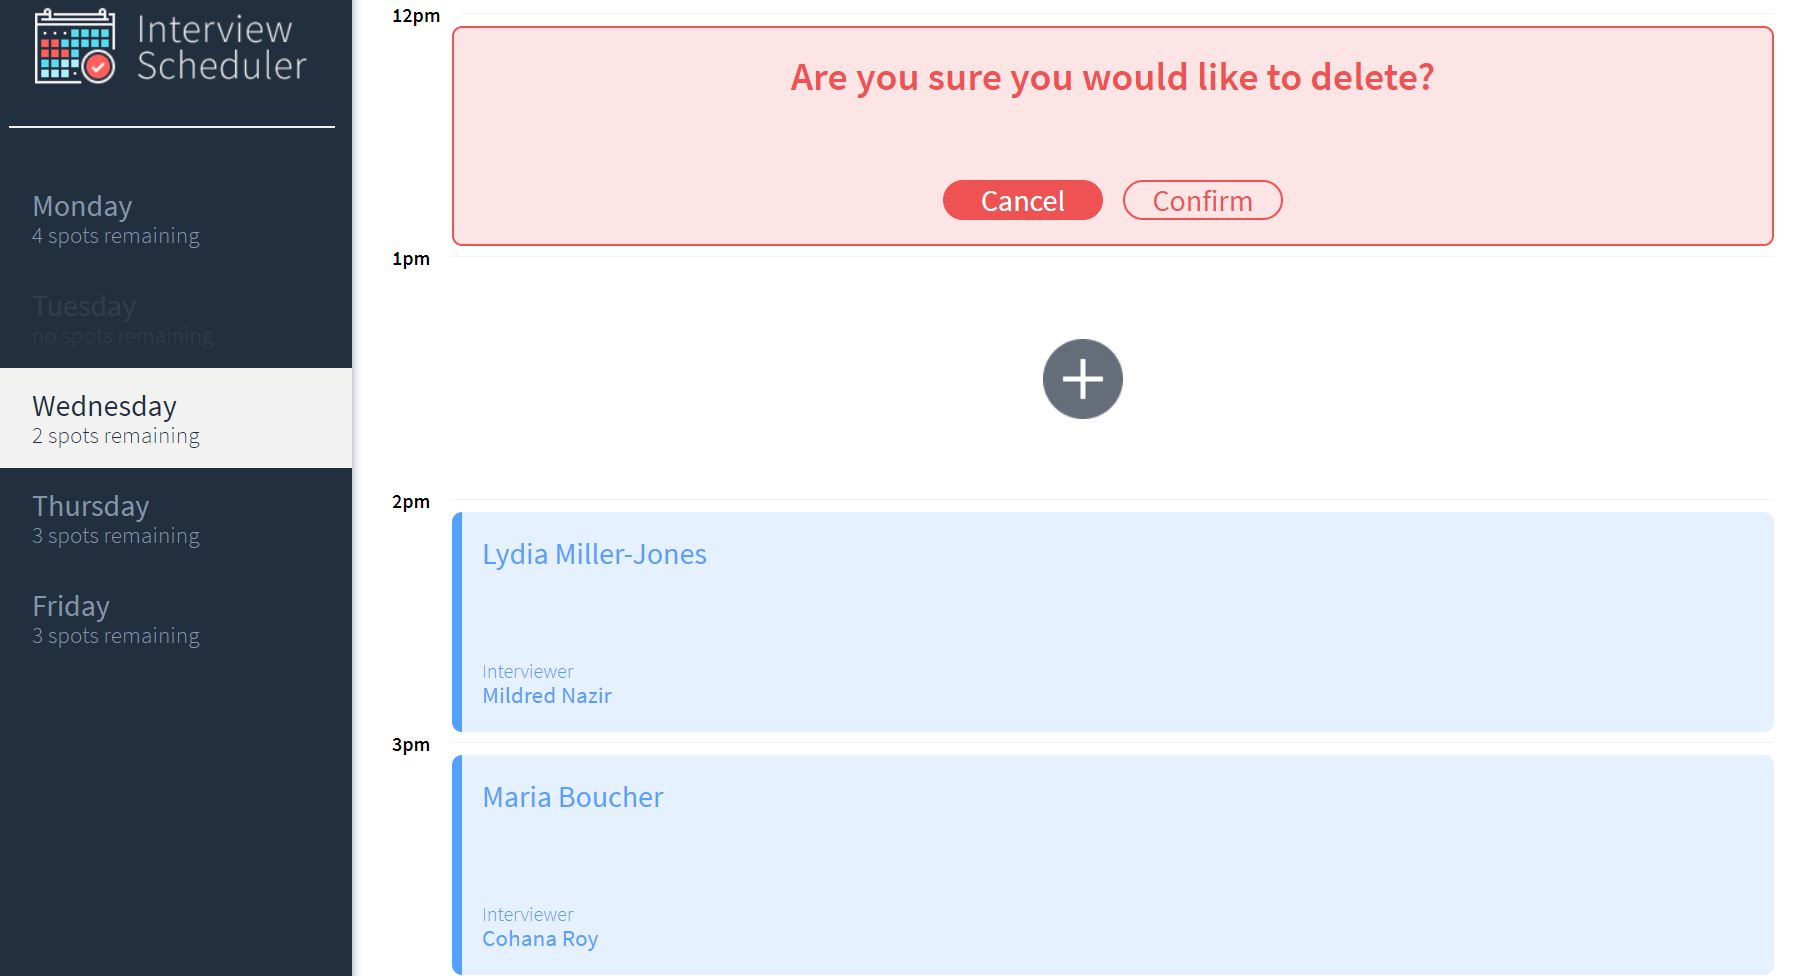 Interview
Scheduler
Monday
4 spots remaining
Tuesday
no spots remaining
Wednesday
2 spots remaining
Thursday
3 spots remaining
Friday
3 spots remaining
12pm
Are you sure you would like to delete?
Cancel Confirm
1pm
2pm
Lydia Miller-Jones
Interviewer
Mildred Nazir
3pm
Maria Boucher
Interviewer
Cohana Roy